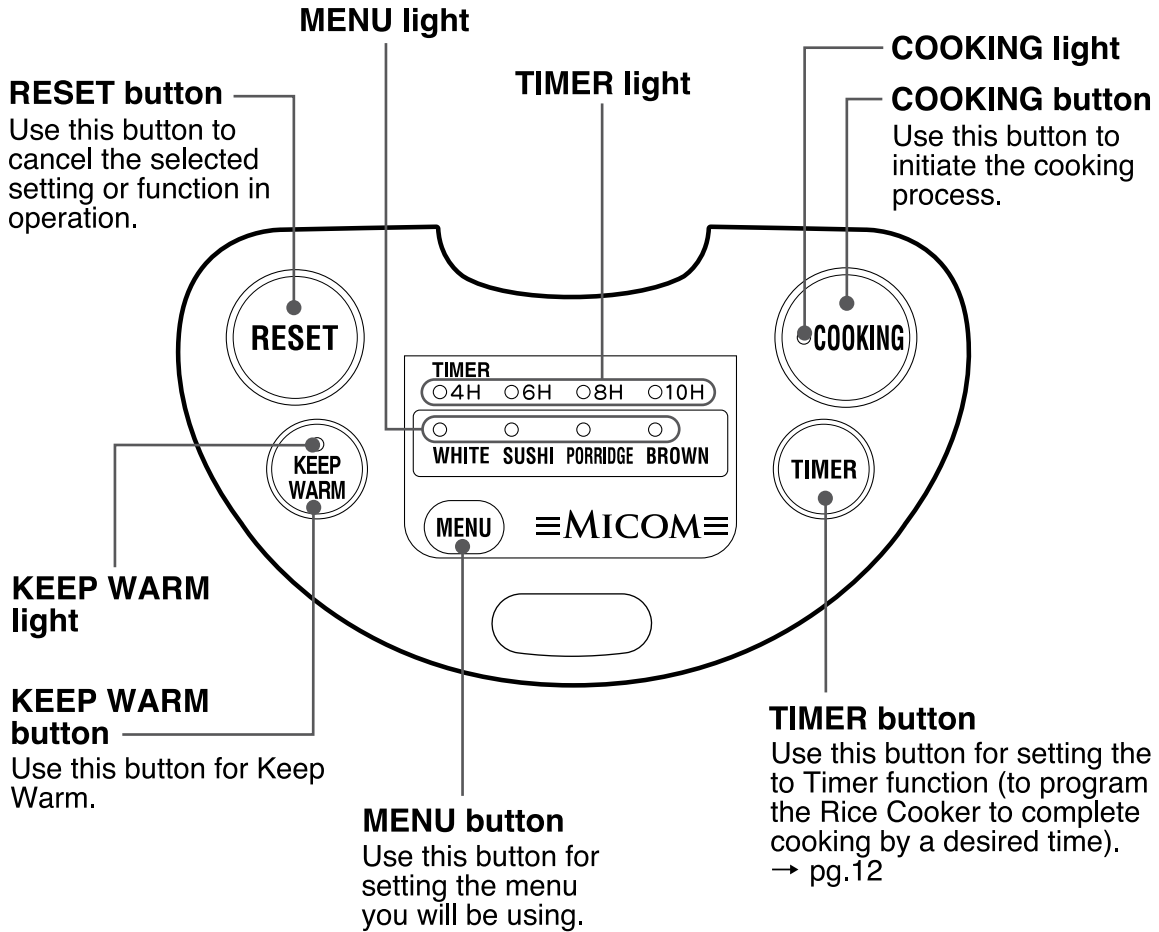 MENU light
COOKING light
RESET button
Use this button to
cancel the selected
setting or function in
operation.
TIMER light
COOKING button
Use this button to
initiate the cooking
process.
RESET
COOKING
TIMER
4H 6H 8H 10H
WHITE SUSHI PORRIDGE BROWN
KEEP
WARM
TIMER
MENU
≡MICOM≡
KEEP WARM
light
KEEP WARM
button
Use this button for Keep
Warm.
MENU button
Use this button for
setting the menu
you will be using.
TIMER button
Use this button for setting the
to Timer function (to program
the Rice Cooker to complete
cooking by a desired time).
→ pg.12